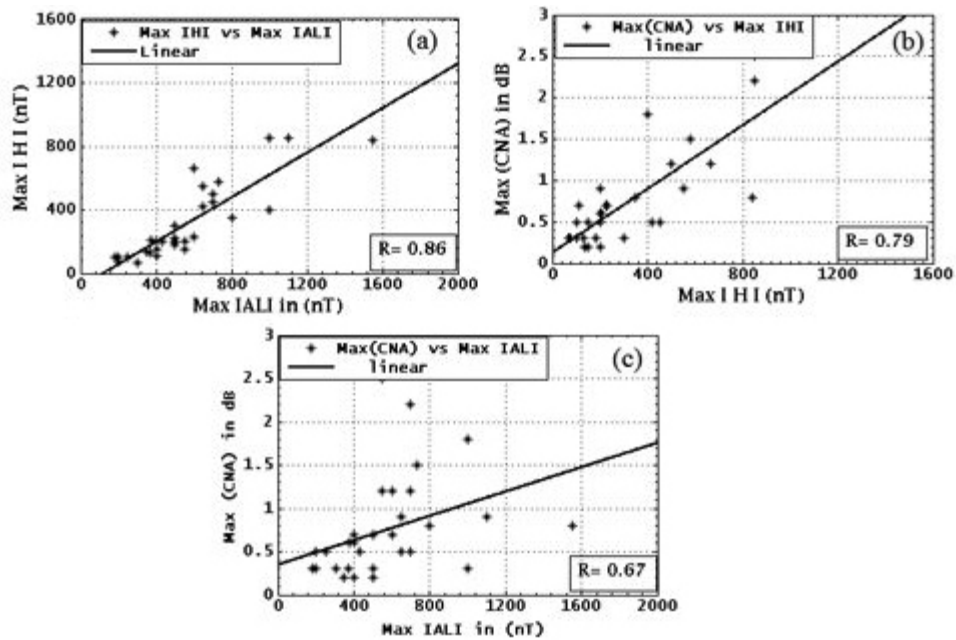 1600
1200
800
400
0
Max I H I (nT)
Max IHI vs Max IALI
Linear
(a)
R= 0.86
0 400 800 1200 1600 2000
Max IALI in (nT)
3
2.5
2
1.5
1
0.5
0
Max (CNA) in dB
Max(CNA) vs Max IHI
linear
(b)
R= 0.79
0 400 800 1200 1600
Max I H I (nT)
3
2.5
2
1.5
1
0.5
0
Max (CNA) in dB
Max(CNA) vs Max IALI
linear
(c)
R= 0.67
0 400 800 1200 1600 2000
Max IALI in (nT)